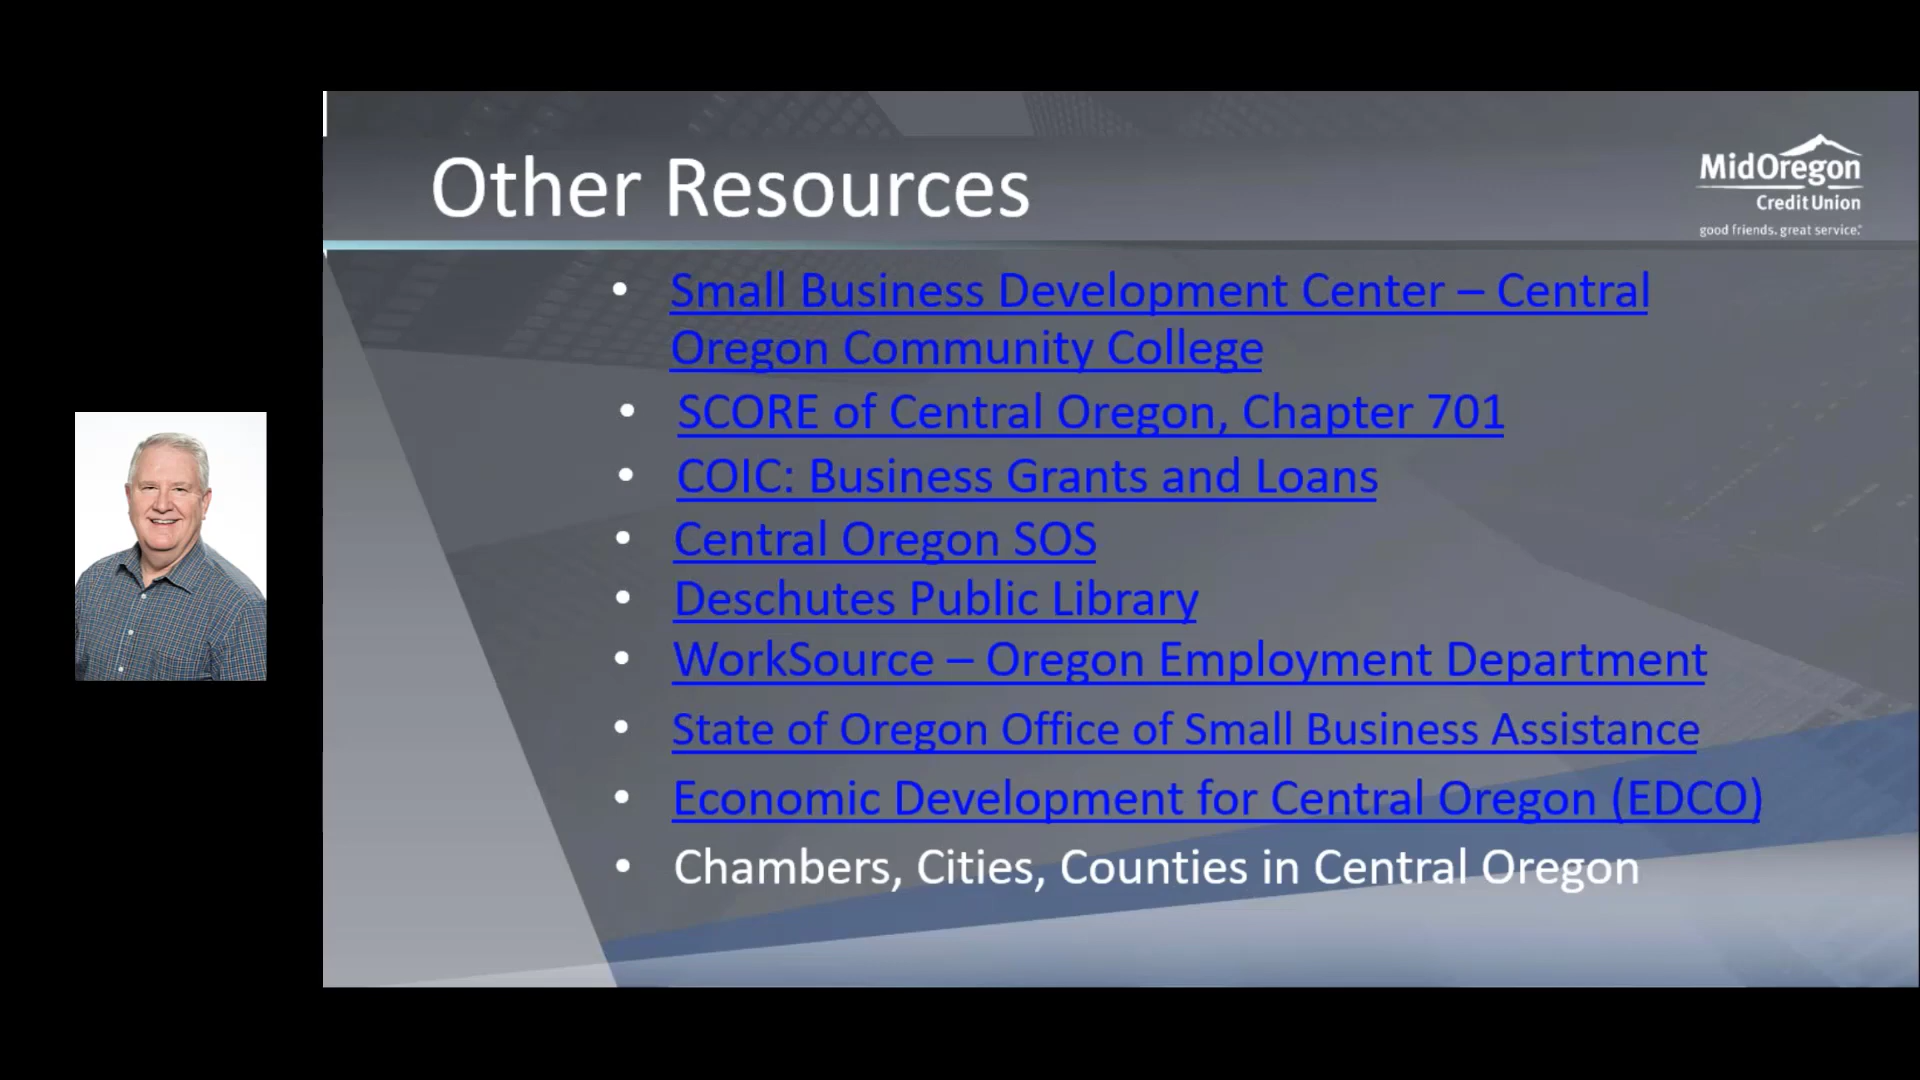 Other Resources
MidOregon
Credit Union
good friends. great service.
• Small Business Development Center – Central
Oregon Community College
• SCORE of Central Oregon, Chapter 701
• COIC: Business Grants and Loans
• Central Oregon SOS
• Deschutes Public Library
• WorkSource – Oregon Employment Department
• State of Oregon Office of Small Business Assistance
• Economic Development for Central Oregon (EDCO)
• Chambers, Cities, Counties in Central Oregon